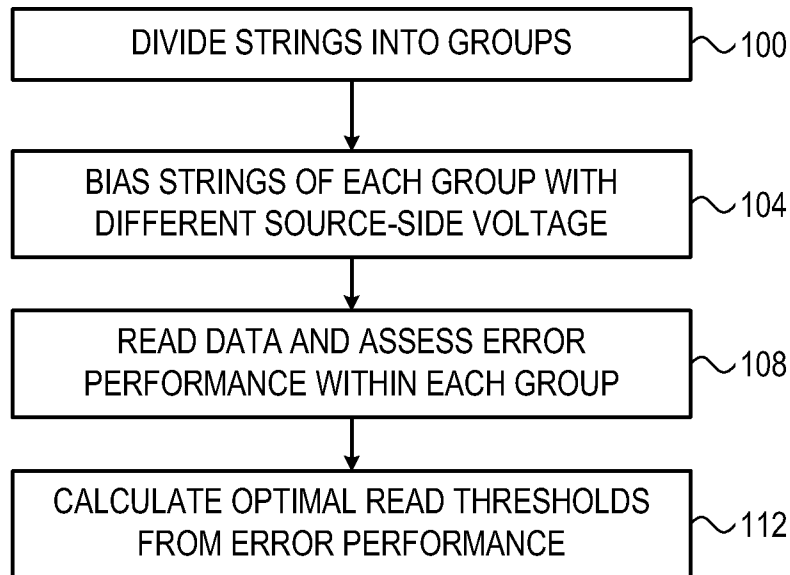 DIVIDE STRINGS INTO GROUPS
100
BIAS STRINGS OF EACH GROUP WITH
DIFFERENT SOURCE-SIDE VOLTAGE
104
READ DATA AND ASSESS ERROR
PERFORMANCE WITHIN EACH GROUP
108
CALCULATE OPTIMAL READ THRESHOLDS
FROM ERROR PERFORMANCE
112